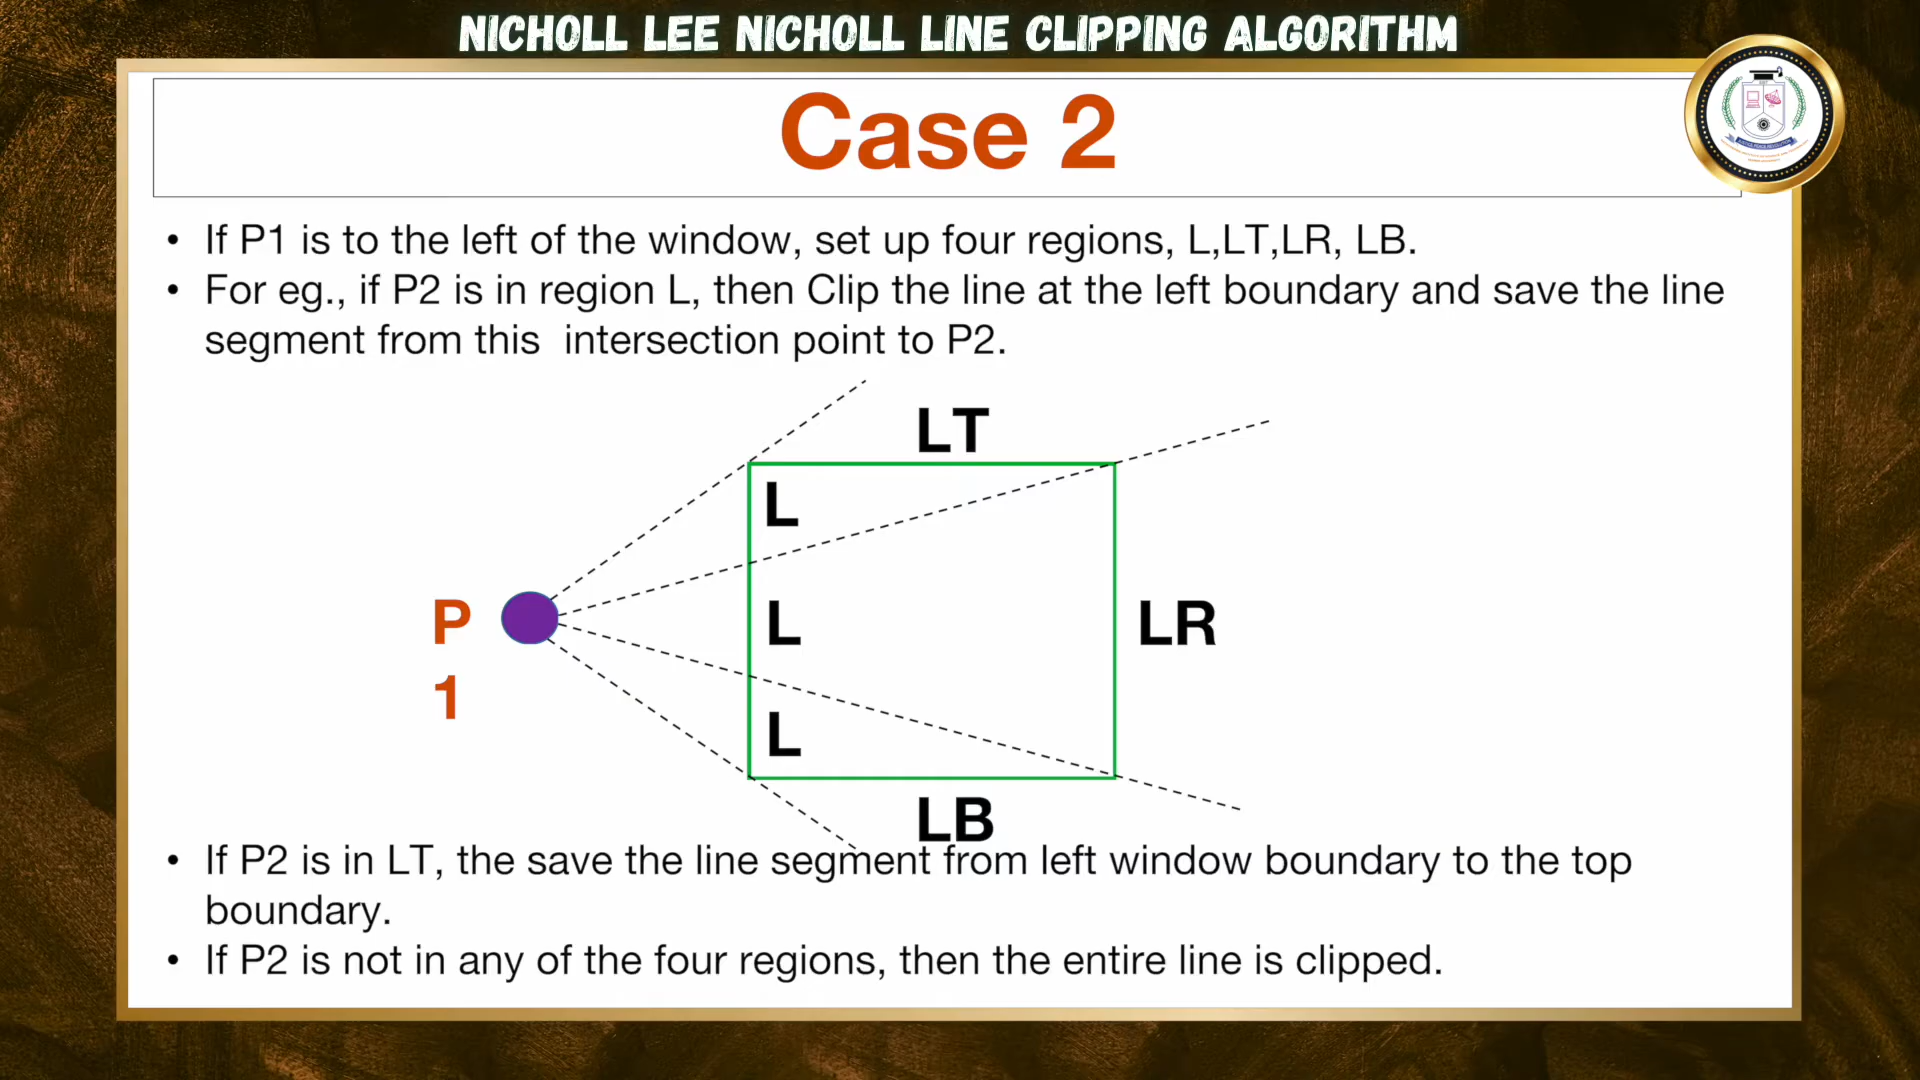 NICHOLL LEE NICHOLL LINE CLIPPING ALGORITHM
Case 2
• If P1 is to the left of the window, set up four regions, L,LT,LR, LB.
• For eg., if P2 is in region L, then Clip the line at the left boundary and save the line
segment from this  intersection point to P2.
LT
L
P
1
L
LR
L
LB
• If P2 is in LT, the save the line segment from left window boundary to the top
boundary.
• If P2 is not in any of the four regions, then the entire line is clipped.